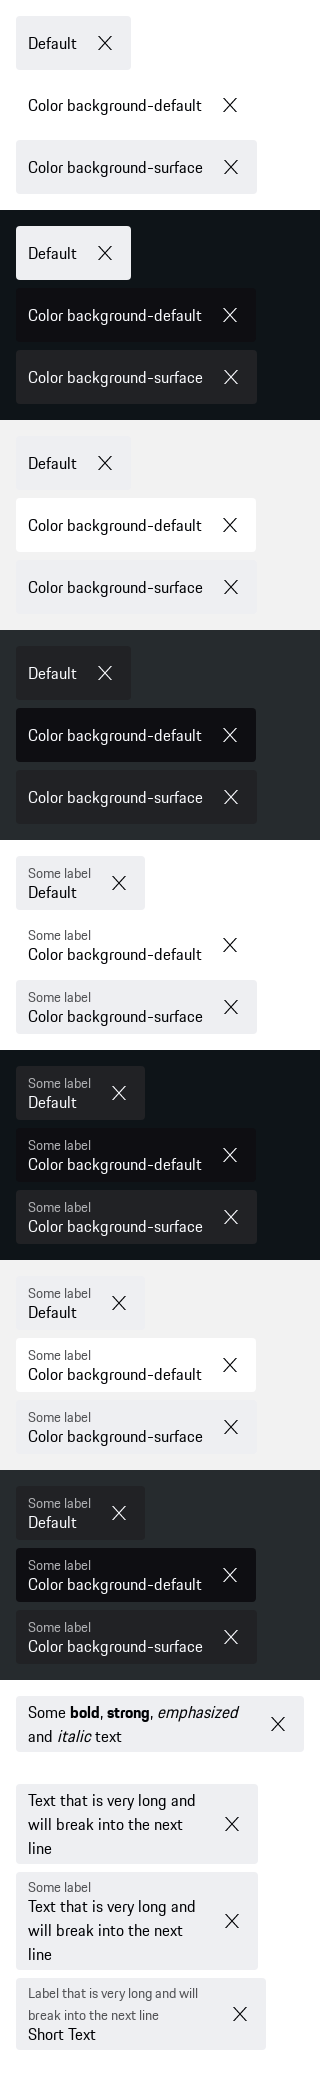 Default
Color background-default
Color background-surface
Default
Color background-default
Color background-surface
Default
Color background-default
Color background-surface
Default
Color background-default
Color background-surface
Some label
Default
Some label
Color background-default
Some label
Color background-surface
Some label
Default
Some label
Color background-default
Some label
Color background-surface
Some label
Default
Some label
Color background-default
Some label
Color background-surface
Some label
Default
Some label
Color background-default
Some label
Color background-surface
Some bold, strong, emphasized
and italic text
Text that is very long and
will break into the next
line
Some label
Text that is very long and
will break into the next
line
Label that is very long and will
break into the next line
Short Text